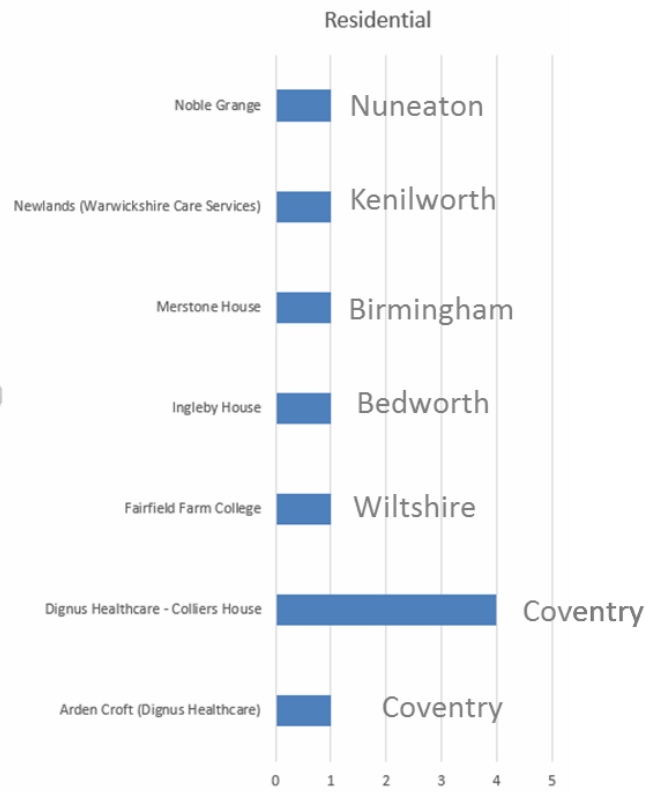 Residential
Noble Grange Nuneaton
Newlands (Warwickshire Care Services) Kenilworth
Merstone House Birmingham
Ingleby House Bedworth
Fairfield Farm College Wiltshire
Dignus Healthcare - Colliers House Coventry
Arden Croft (Dignus Healthcare) Coventry
0 1 2 3 4 5